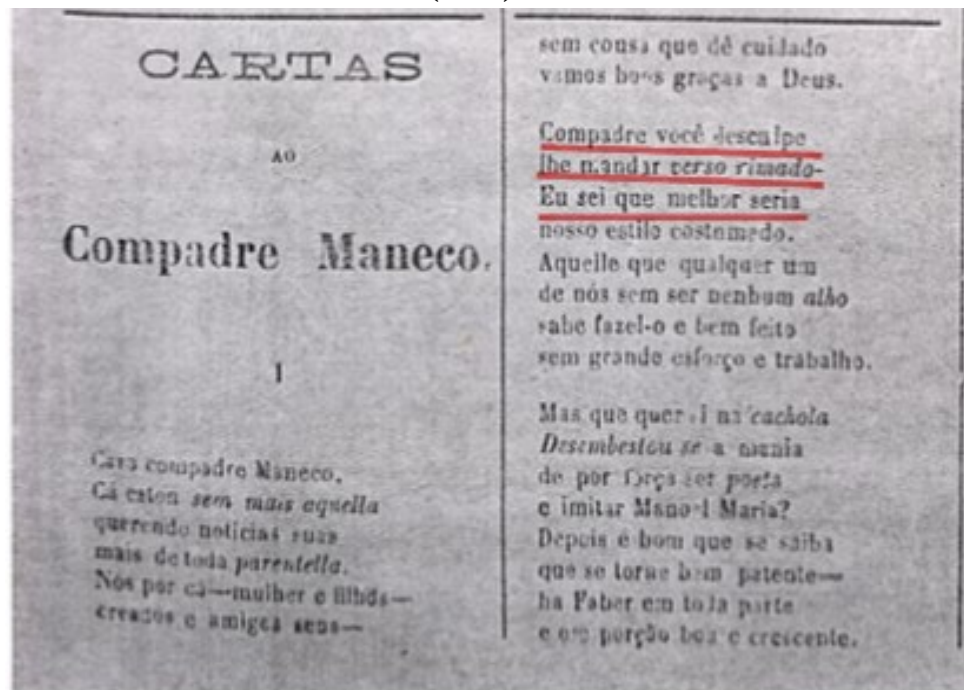 CARTAS
AO
Compadre Maneco.
I
Caro compadre Maneco.
Cá estou sem mais aquella
querendo noticias suas
mais de toda parentella.
Nós por cá—mulher e filhos—
creados e amigos seus—
sem cousa que dê cuidado
vamos bons graças a Deus.
Compadre você desculpe
lhe mandar verso rimado-
Eu sei que melhor seria
nosso estilo costumado.
Aquelle que qualquer um
de nós sem ser nenhum alho
sabe fazel-o e bem feito
sem grande esforço e trabalho.
Mas que quer na cachola
Desembestou se a mania
de por força ser poeta
e imitar Manoel Maria?
Depois é bom que se saiba
que se torne bem patente—
ha Faber em toda parte
e em porção boa e crescente.